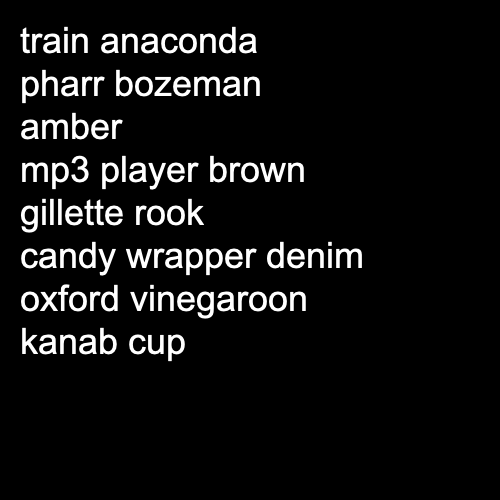 train anaconda
pharr bozeman
amber
mp3 player brown
gillette rook
candy wrapper denim
oxford vinegaroon
kanab cup